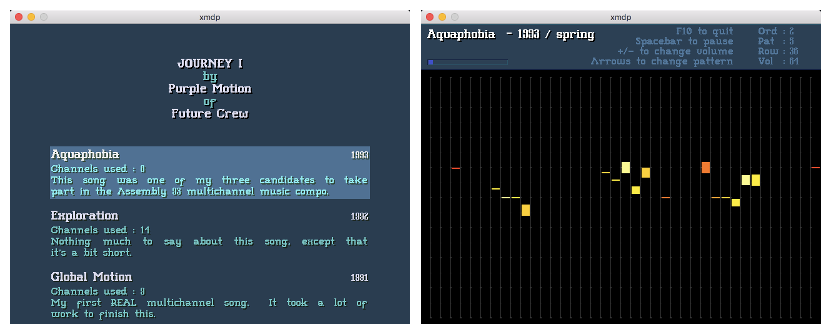 xmdp
JOURNEY I
by
Purple Motion
of
Future Crew
Aquaphobia 1993
Channels used : 8
This song was one of my three candidates to take
part in the Assembly 93 multichannel music compo.
Exploration 1992
Channels used : 14
Nothing much to say about this song, except that
it's a bit short.
Global Motion 1991
Channels used : 8
My first REAL multichannel song. It took a lot of
work to finish this.
xmdp
Aquaphobia - 1993 / spring
F10 to quit
Spacebar to pause
+/- to change volume
Arrows to change pattern
Ord : 2
Pat : 5
Row : 36
Vol : 64